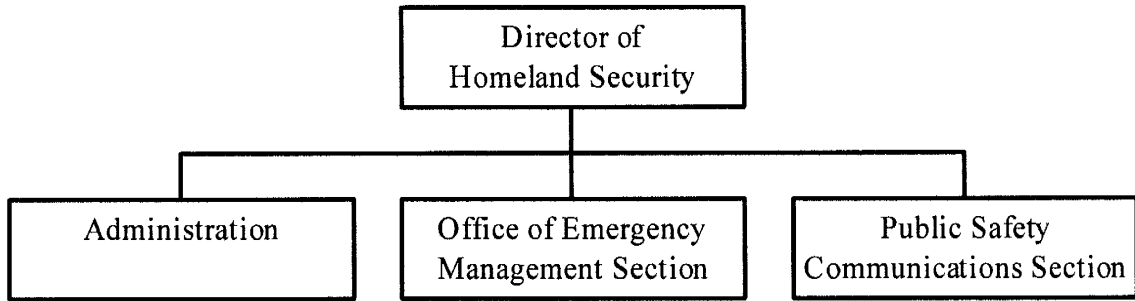 Director of
Homeland Security
Administration
Office of Emergency
Management Section
Public Safety
Communications Section